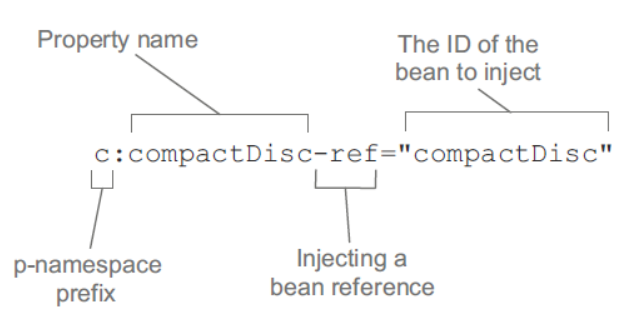 Property name
The ID of the
bean to inject
c:compactDisc-ref="compactDisc"
p-namespace
prefix
Injecting a
bean reference